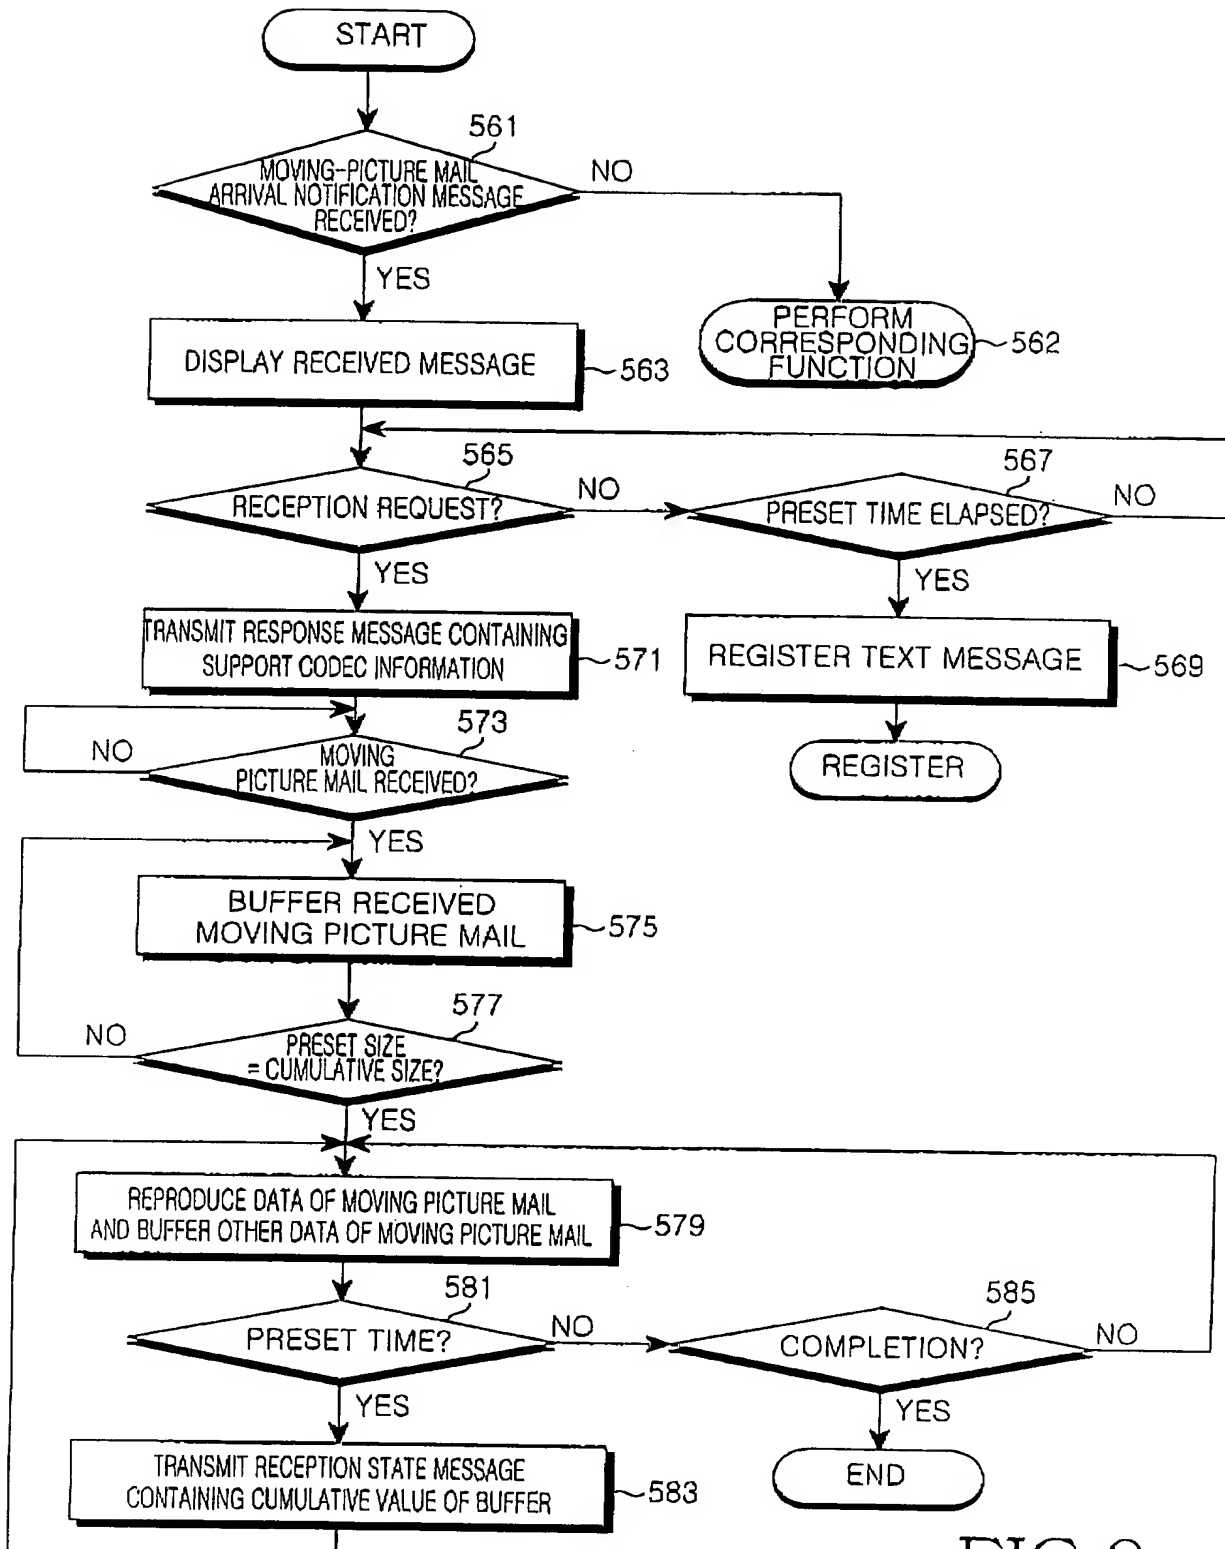 START
561
MOVING-PICTURE MAIL
ARRIVAL NOTIFICATION MESSAGE
RECEIVED?
NO
YES
PERFORM
CORRESPONDING
FUNCTION
562
DISPLAY RECEIVED MESSAGE
563
565
RECEPTION REQUEST?
NO
YES
567
PRESET TIME ELAPSED?
NO
YES
TRANSMIT RESPONSE MESSAGE CONTAINING
SUPPORT CODEC INFORMATION
571
REGISTER TEXT MESSAGE
569
573
MOVING
PICTURE MAIL RECEIVED?
NO
YES
REGISTER
BUFFER RECEIVED
MOVING PICTURE MAIL
575
577
PRESET SIZE
= CUMULATIVE SIZE?
NO
YES
REPRODUCE DATA OF MOVING PICTURE MAIL
AND BUFFER OTHER DATA OF MOVING PICTURE MAIL
579
581
PRESET TIME?
NO
YES
585
COMPLETION?
NO
YES
TRANSMIT RECEPTION STATE MESSAGE
CONTAINING CUMULATIVE VALUE OF BUFFER
583
END